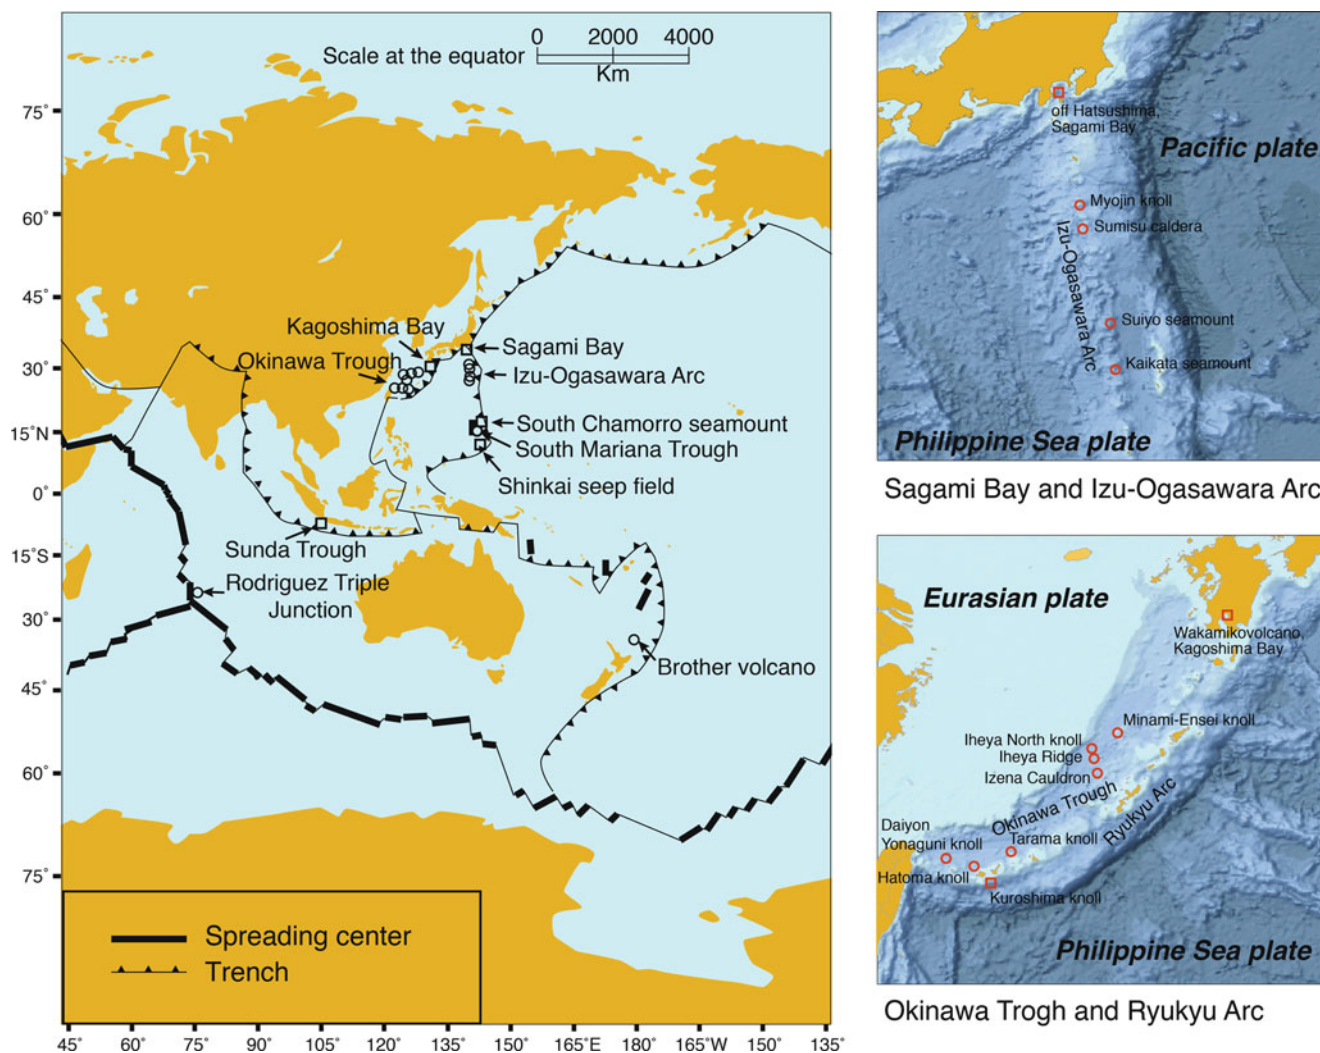 Scale at the equator
0 2000 4000
Km
75°
60°
45°
30°
15°N
0°
15°S
30°
45°
60°
75°
Kagoshima Bay
Okinawa Trough
Sagami Bay
Izu-Ogasawara Arc
South Chamorro seamount
South Mariana Trough
Shinkai seep field
Sunda Trough
Rodriguez Triple
Junction
Brother volcano
Spreading center
Trench
45° 60° 75° 90° 105° 120° 135° 150° 165°E 180° 165°W 150° 135°
off Hatsushima,
Sagami Bay
Pacific plate
Myojin knoll
Sumisu caldera
Izu-Ogasawara Arc
Suiyo seamount
Kaikata seamount
Philippine Sea plate
Sagami Bay and Izu-Ogasawara Arc
Eurasian plate
Wakamikovolcano,
Kagoshima Bay
Minami-Ensei knoll
Iheya North knoll
Iheya Ridge
Izena Cauldron
Okinawa Trough
Ryukyu Arc
Daiyon
Yonaguni knoll
Tarama knoll
Hatoma knoll
Kuroshima knoll
Philippine Sea plate
Okinawa Trogh and Ryukyu Arc